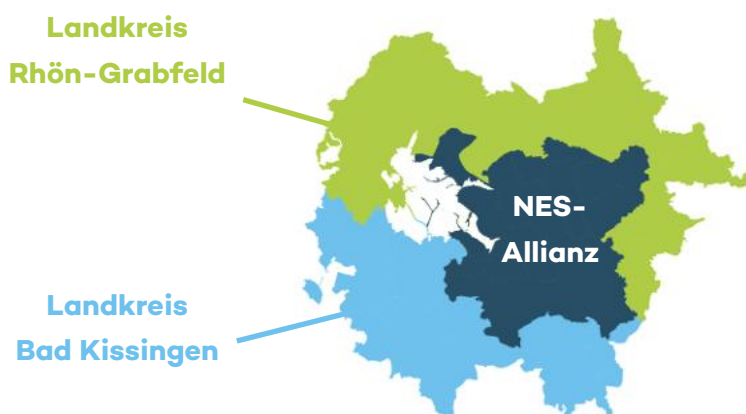 Landkreis
Rhön-Grabfeld
NES-
Allianz
Landkreis
Bad Kissingen